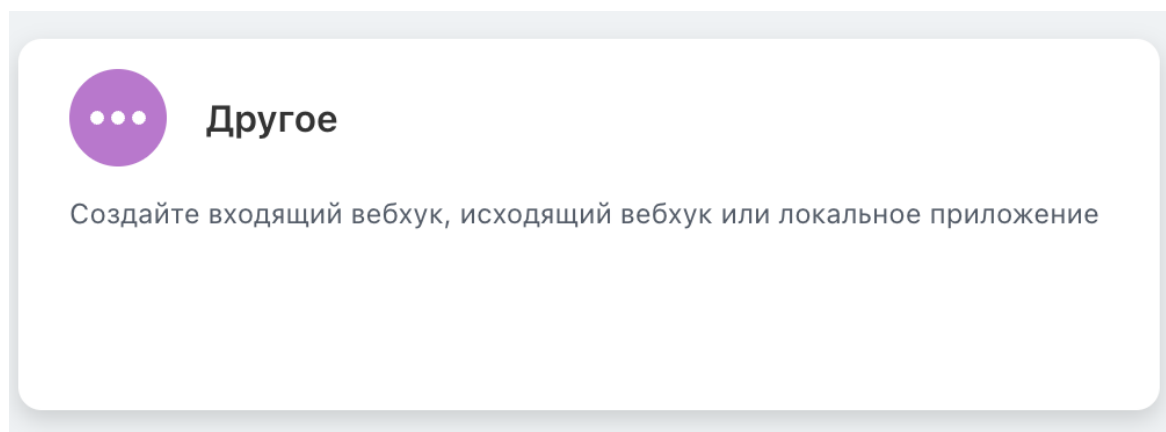 Другое
Создайте входящий вебхук, исходящий вебхук или локальное приложение